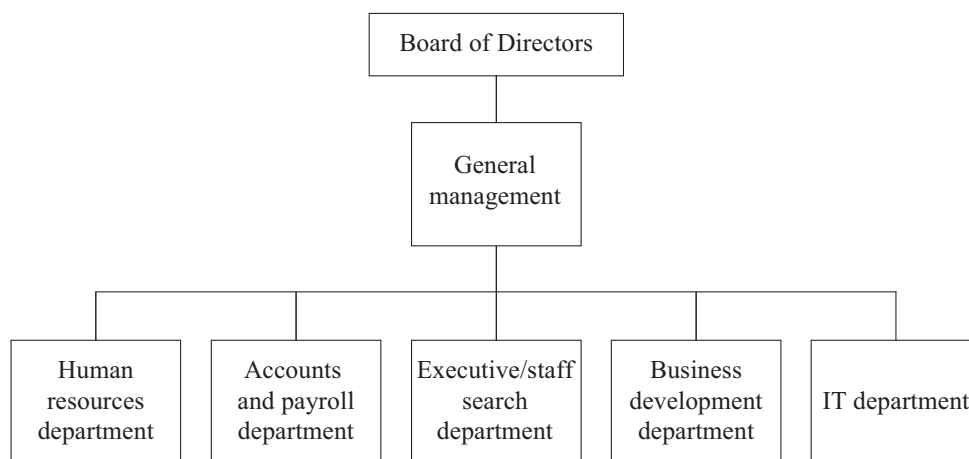 Board of Directors
General
management
Human
resources
department
Accounts
and payroll
department
Executive/staff
search
department
Business
development
department
IT department